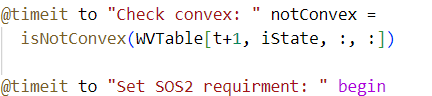 @timeit to "Check convex: " notConvex =
isNotConvex(WVTable[t+1, iState, :, :])
@timeit to "Set SOS2 requirment: " begin